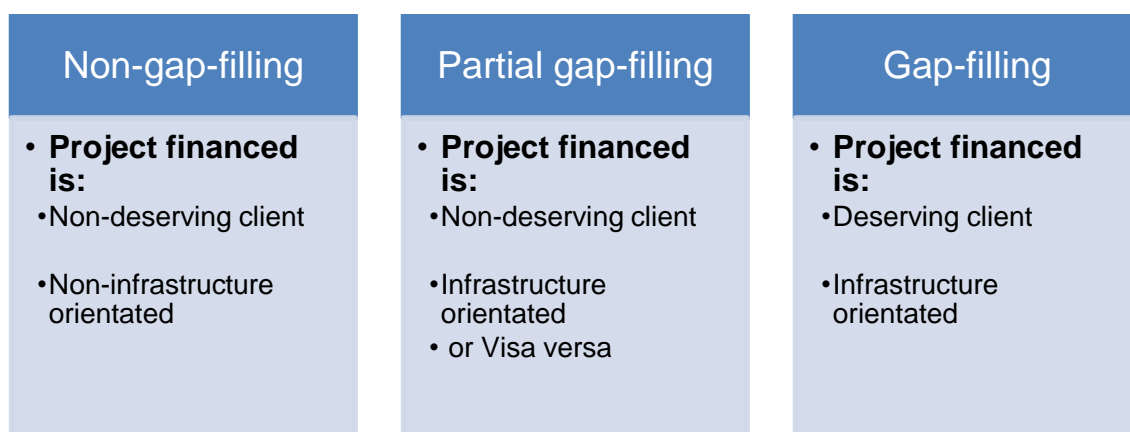 Non-gap-filling
• Project financed
is:
•Non-deserving client
•Non-infrastructure
orientated
Partial gap-filling
• Project financed
is:
•Non-deserving client
•Infrastructure
orientated
• or Visa versa
Gap-filling
• Project financed
is:
•Deserving client
•Infrastructure
orientated